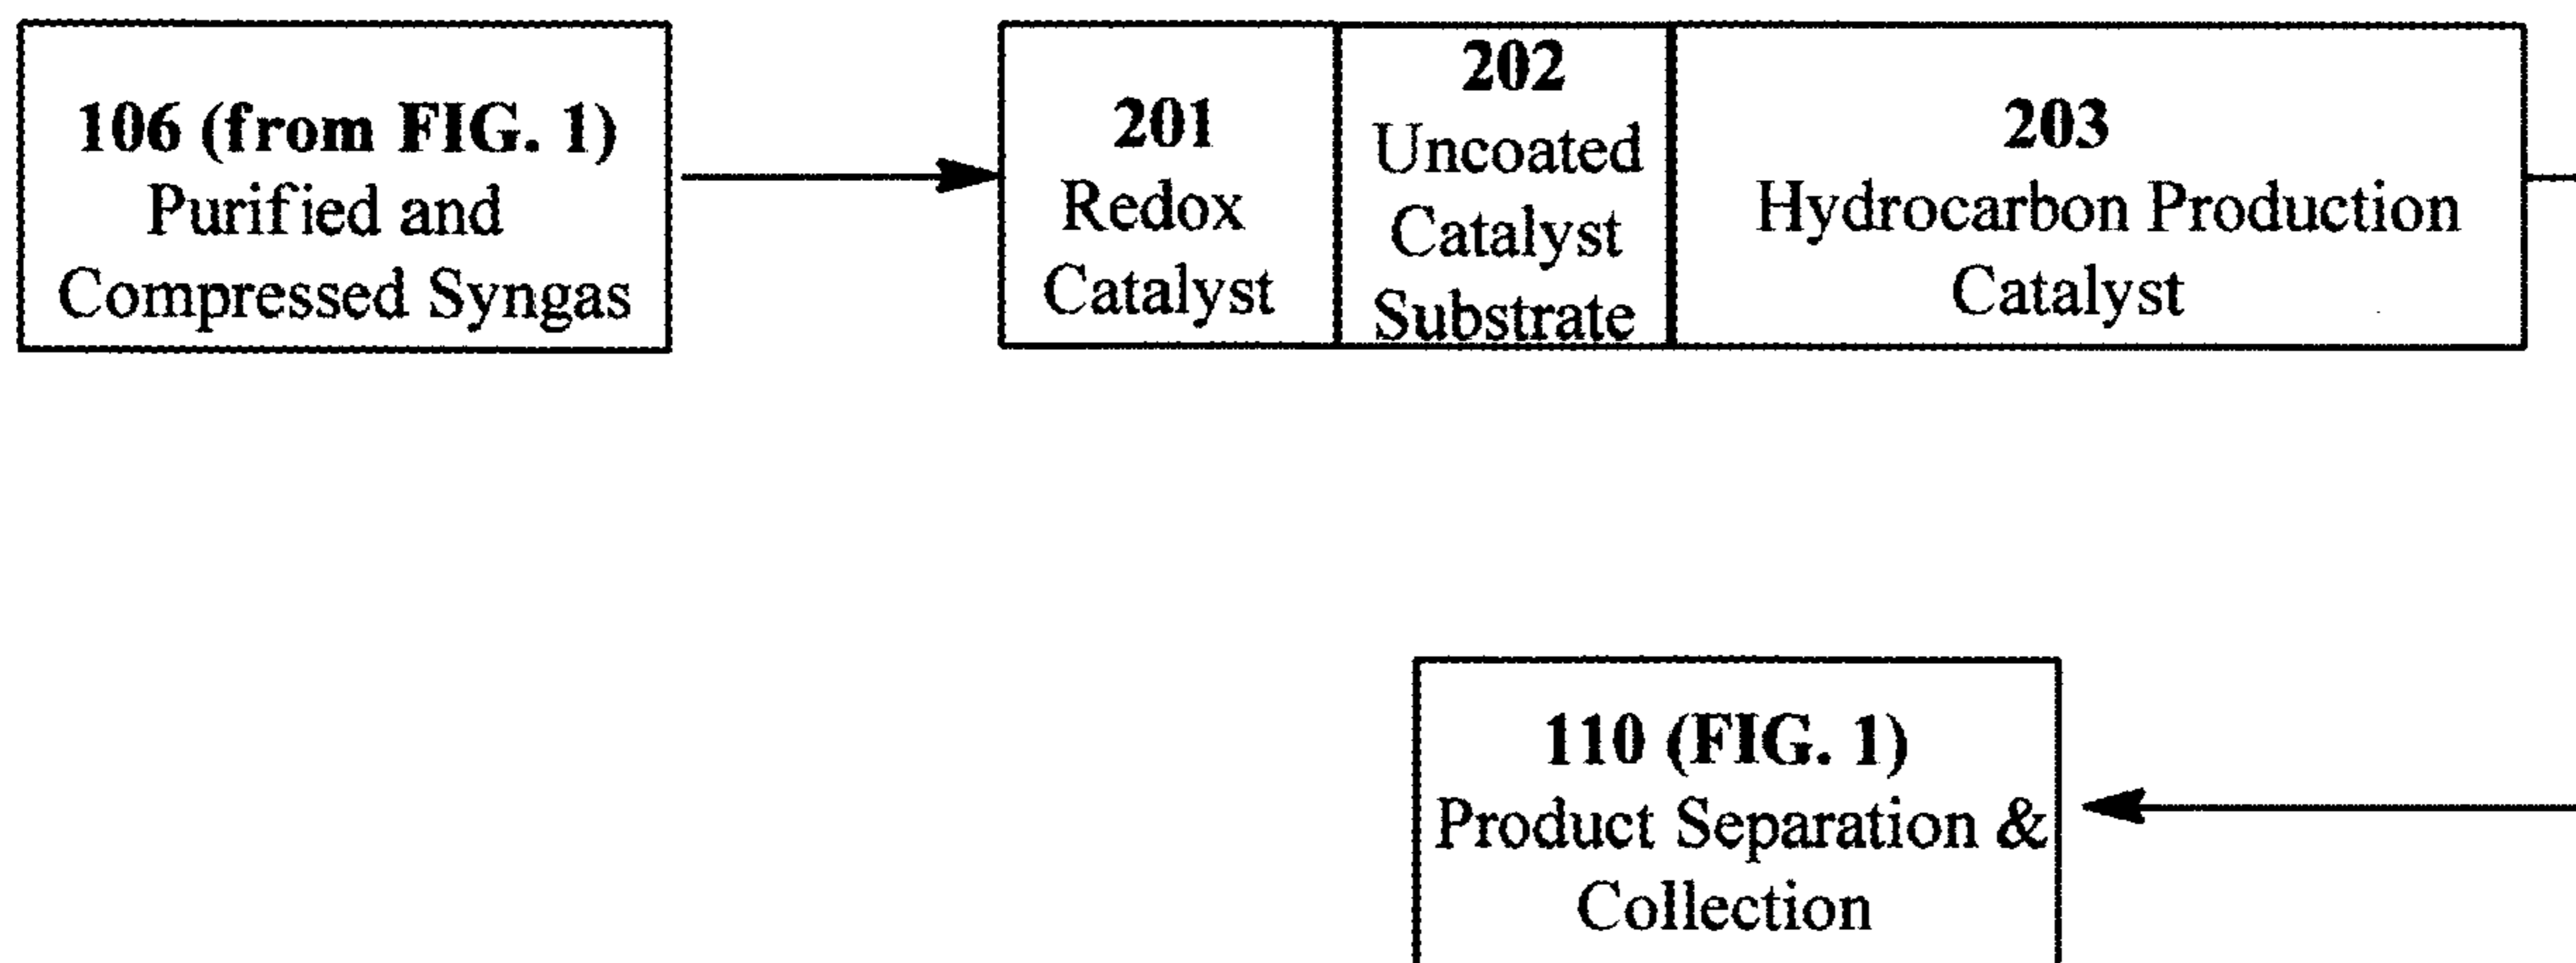 106 (from FIG. 1)
Purified and
Compressed Syngas
201
Redox
Catalyst
202
Uncoated
Catalyst
Substrate
203
Hydrocarbon Production
Catalyst
110 (FIG. 1)
Product Separation &
Collection